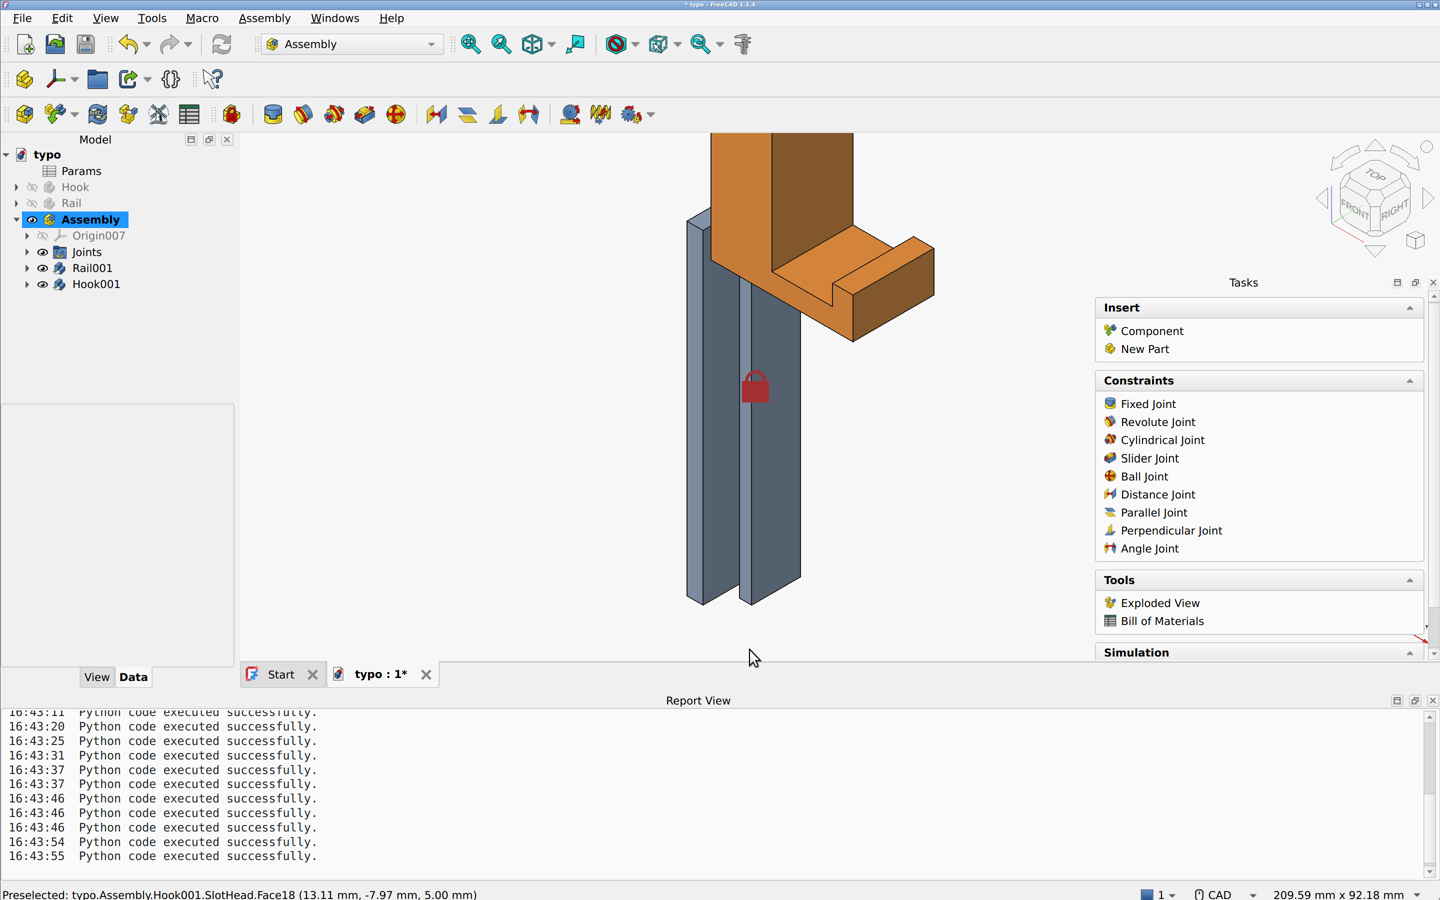 * typo - FreeCAD 1.1.4
File Edit View Tools Macro Assembly Windows Help
Assembly
Model
typo
Params
Hook
Rail
Assembly
Origin007
Joints
Rail001
Hook001
TOP
FRONT
RIGHT
Tasks
Insert
Component
New Part
Constraints
Fixed Joint
Revolute Joint
Cylindrical Joint
Slider Joint
Ball Joint
Distance Joint
Parallel Joint
Perpendicular Joint
Angle Joint
Tools
Exploded View
Bill of Materials
Simulation
View Data
Start
typo : 1*
Report View
16:43:11 Python code executed successfully.
16:43:20 Python code executed successfully.
16:43:25 Python code executed successfully.
16:43:31 Python code executed successfully.
16:43:37 Python code executed successfully.
16:43:37 Python code executed successfully.
16:43:46 Python code executed successfully.
16:43:46 Python code executed successfully.
16:43:46 Python code executed successfully.
16:43:54 Python code executed successfully.
16:43:55 Python code executed successfully.
Preselected: typo.Assembly.Hook001.SlotHead.Face18 (13.11 mm, -7.97 mm, 5.00 mm)
1
CAD
209.59 mm x 92.18 mm